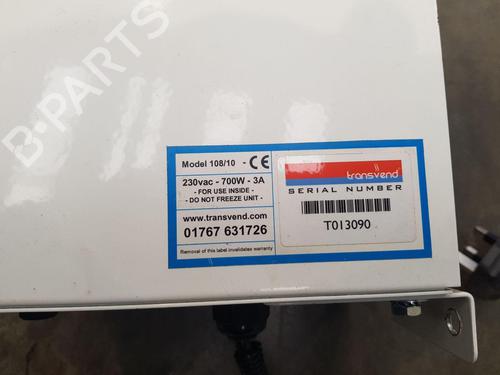 B-PARTS
Model 108/10 - CE
230vac - 700W - 3A
- FOR USE INSIDE -
- DO NOT FREEZE UNIT -
www.transvend.com
01767 631726
Removal of this label invalidates warranty
transvend
SERIAL NUMBER
T013090